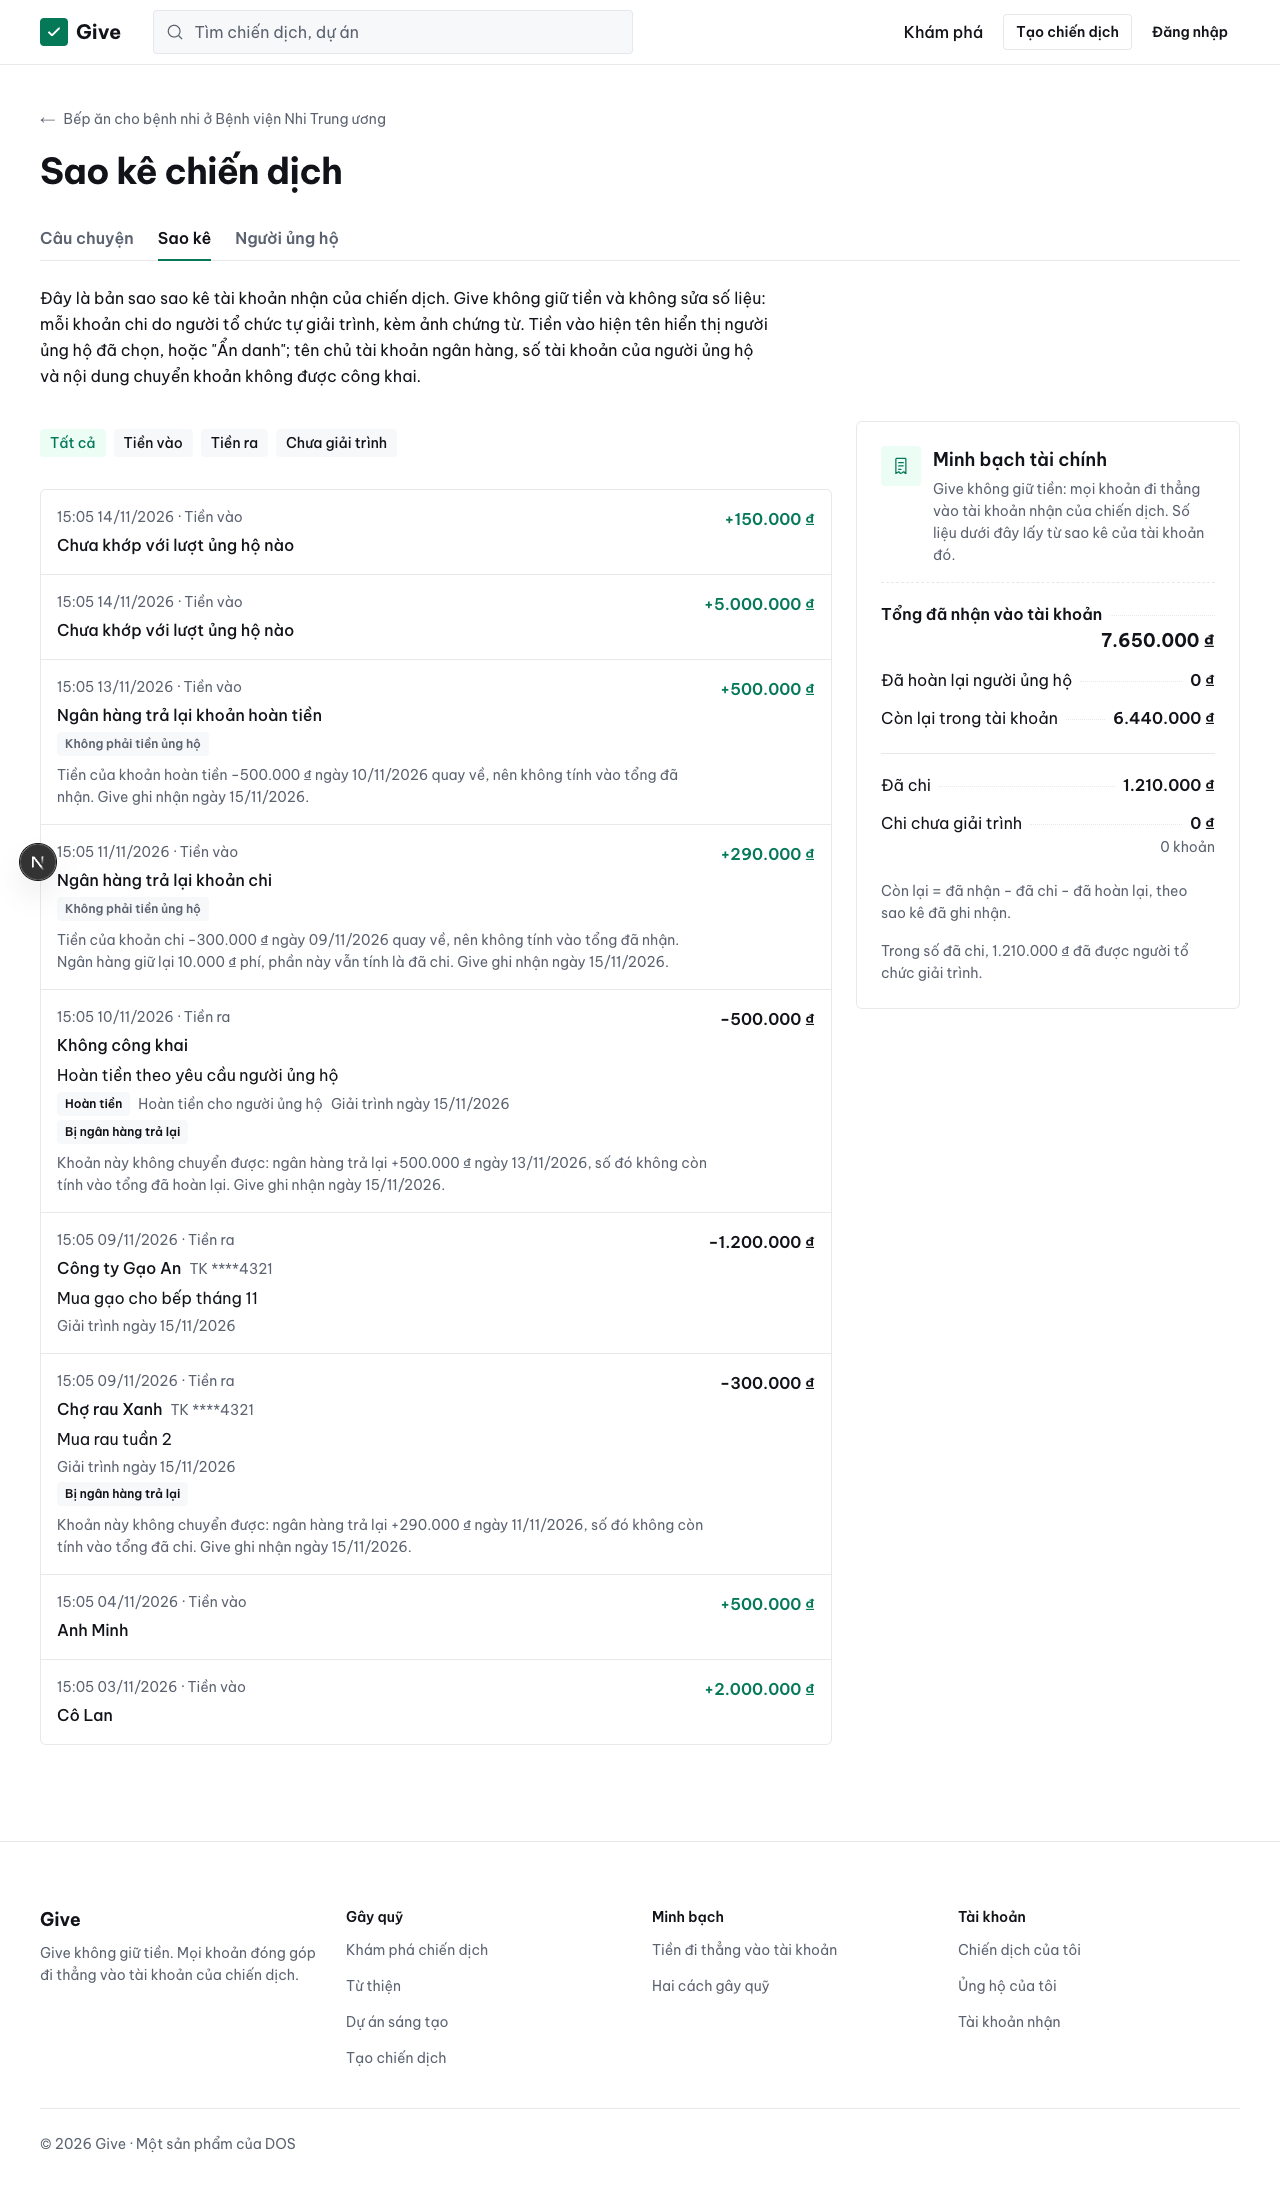 Give
Tìm chiến dịch, dự án
Khám phá
Tạo chiến dịch
Đăng nhập
← Bếp ăn cho bệnh nhi ở Bệnh viện Nhi Trung ương
Sao kê chiến dịch
Câu chuyện
Sao kê
Người ủng hộ
Đây là bản sao sao kê tài khoản nhận của chiến dịch. Give không giữ tiền và không sửa số liệu:
mỗi khoản chi do người tổ chức tự giải trình, kèm ảnh chứng từ. Tiền vào hiện tên hiển thị người
ủng hộ đã chọn, hoặc "Ẩn danh"; tên chủ tài khoản ngân hàng, số tài khoản của người ủng hộ
và nội dung chuyển khoản không được công khai.
Tất cả
Tiền vào
Tiền ra
Chưa giải trình
15:05 14/11/2026 · Tiền vào
+150.000 ₫
Chưa khớp với lượt ủng hộ nào
15:05 14/11/2026 · Tiền vào
+5.000.000 ₫
Chưa khớp với lượt ủng hộ nào
15:05 13/11/2026 · Tiền vào
+500.000 ₫
Ngân hàng trả lại khoản hoàn tiền
Không phải tiền ủng hộ
Tiền của khoản hoàn tiền -500.000 ₫ ngày 10/11/2026 quay về, nên không tính vào tổng đã
nhận. Give ghi nhận ngày 15/11/2026.
15:05 11/11/2026 · Tiền vào
+290.000 ₫
Ngân hàng trả lại khoản chi
Không phải tiền ủng hộ
Tiền của khoản chi -300.000 ₫ ngày 09/11/2026 quay về, nên không tính vào tổng đã nhận.
Ngân hàng giữ lại 10.000 ₫ phí, phần này vẫn tính là đã chi. Give ghi nhận ngày 15/11/2026.
15:05 10/11/2026 · Tiền ra
-500.000 ₫
Không công khai
Hoàn tiền theo yêu cầu người ủng hộ
Hoàn tiền Hoàn tiền cho người ủng hộ Giải trình ngày 15/11/2026
Bị ngân hàng trả lại
Khoản này không chuyển được: ngân hàng trả lại +500.000 ₫ ngày 13/11/2026, số đó không còn
tính vào tổng đã hoàn lại. Give ghi nhận ngày 15/11/2026.
15:05 09/11/2026 · Tiền ra
-1.200.000 ₫
Công ty Gạo An TK ****4321
Mua gạo cho bếp tháng 11
Giải trình ngày 15/11/2026
15:05 09/11/2026 · Tiền ra
-300.000 ₫
Chợ rau Xanh TK ****4321
Mua rau tuần 2
Giải trình ngày 15/11/2026
Bị ngân hàng trả lại
Khoản này không chuyển được: ngân hàng trả lại +290.000 ₫ ngày 11/11/2026, số đó không còn
tính vào tổng đã chi. Give ghi nhận ngày 15/11/2026.
15:05 04/11/2026 · Tiền vào
+500.000 ₫
Anh Minh
15:05 03/11/2026 · Tiền vào
+2.000.000 ₫
Cô Lan
Minh bạch tài chính
Give không giữ tiền: mọi khoản đi thẳng
vào tài khoản nhận của chiến dịch. Số
liệu dưới đây lấy từ sao kê của tài khoản
đó.
Tổng đã nhận vào tài khoản
7.650.000 ₫
Đã hoàn lại người ủng hộ 0 ₫
Còn lại trong tài khoản 6.440.000 ₫
Đã chi 1.210.000 ₫
Chi chưa giải trình 0 ₫
0 khoản
Còn lại = đã nhận - đã chi - đã hoàn lại, theo
sao kê đã ghi nhận.
Trong số đã chi, 1.210.000 ₫ đã được người tổ
chức giải trình.
N
Give
Give không giữ tiền. Mọi khoản đóng góp
đi thẳng vào tài khoản của chiến dịch.
Gây quỹ
Khám phá chiến dịch
Từ thiện
Dự án sáng tạo
Tạo chiến dịch
Minh bạch
Tiền đi thẳng vào tài khoản
Hai cách gây quỹ
Tài khoản
Chiến dịch của tôi
Ủng hộ của tôi
Tài khoản nhận
© 2026 Give · Một sản phẩm của DOS